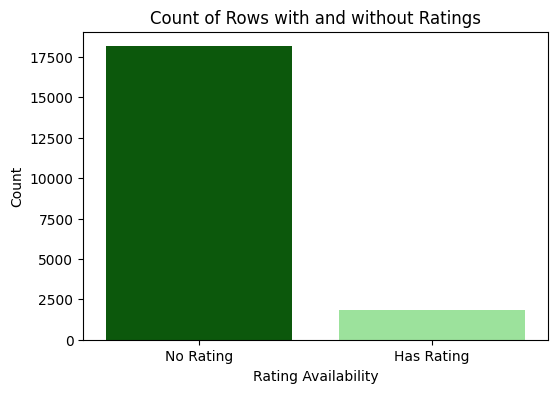 Count of Rows with and without Ratings
17500
15000
12500
10000
7500
5000
2500
0
Count
No Rating
Has Rating
Rating Availability